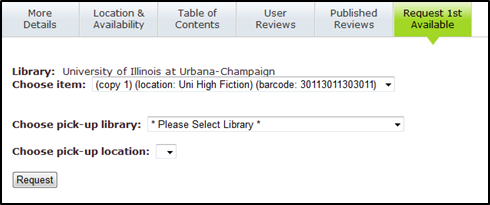 More Details
Location & Availability
Table of Contents
User Reviews
Published Reviews
Request 1st Available
Library: University of Illinois at Urbana-Champaign
Choose item: (copy 1) (location: Uni High Fiction) (barcode: 30113011303011)
Choose pick-up library: * Please Select Library *
Choose pick-up location:
Request